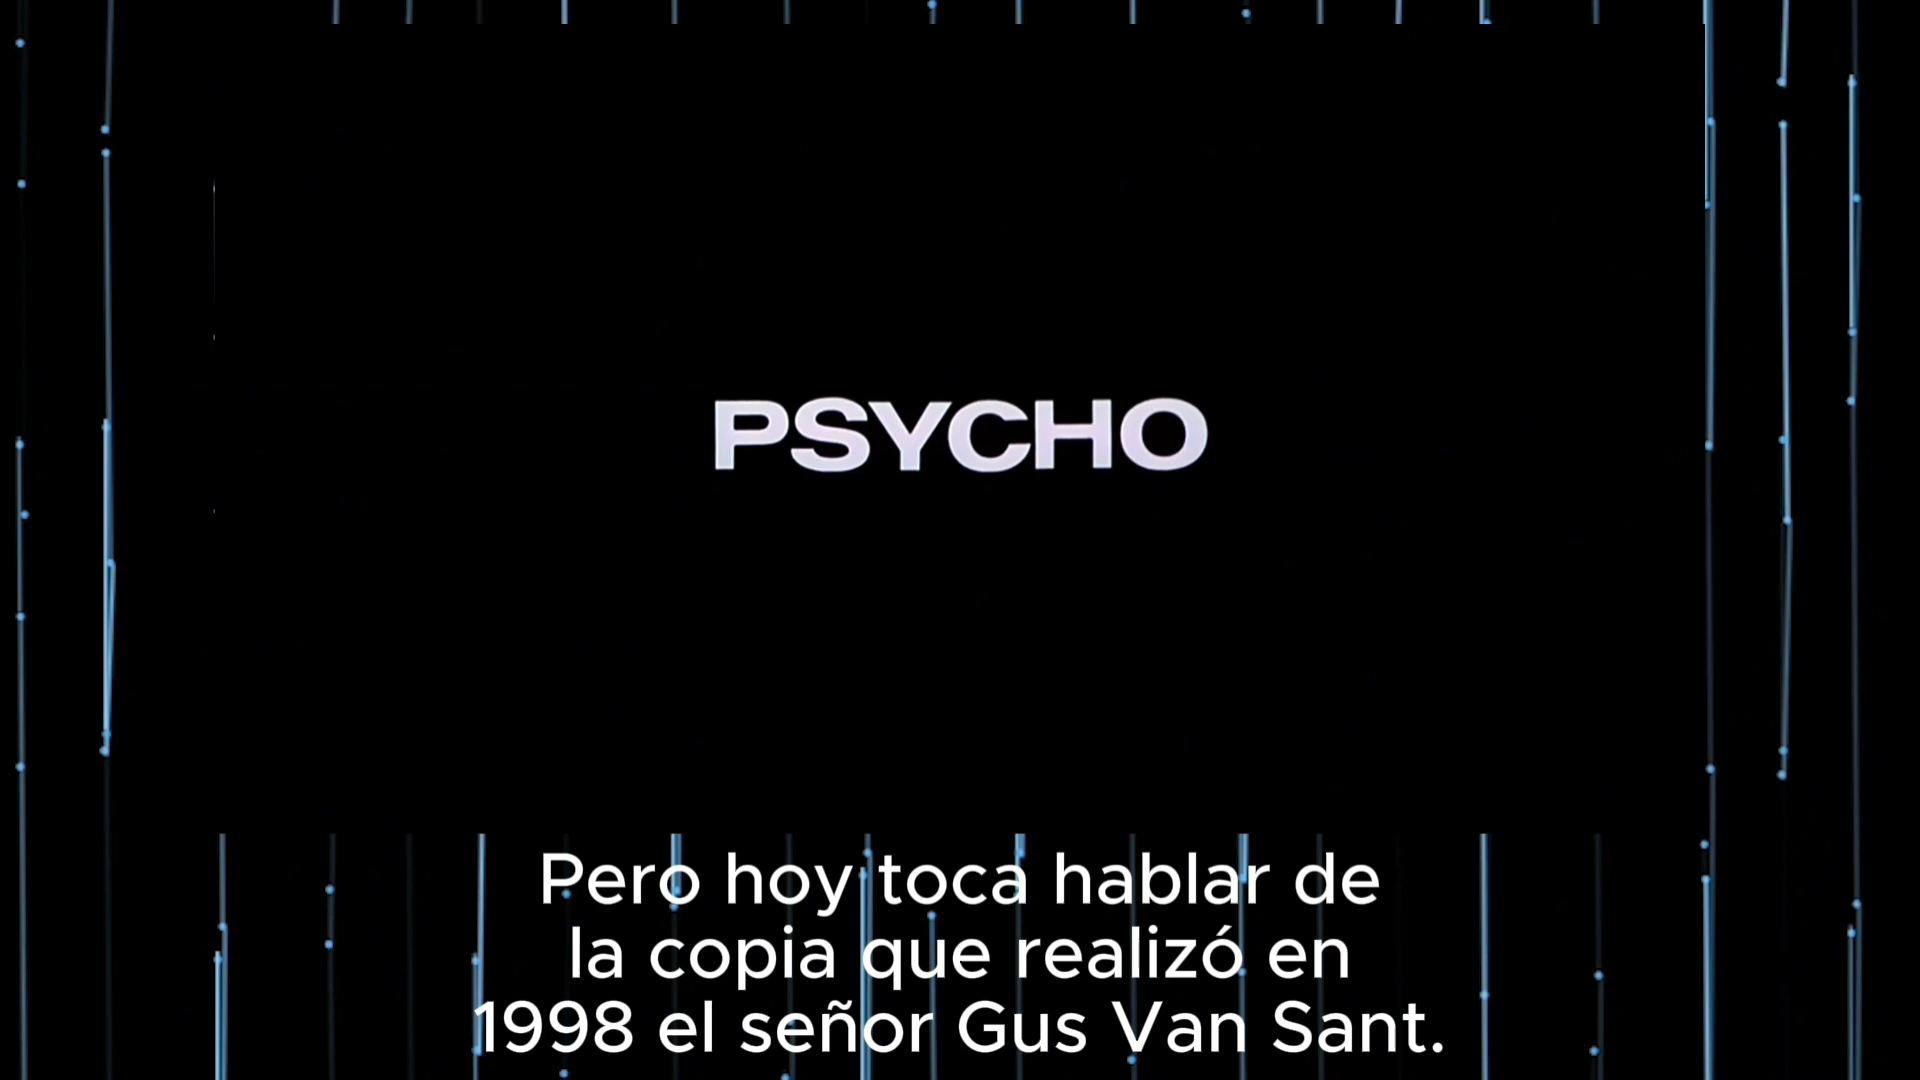 PSYCHO
Pero hoy toca hablar de
la copia que realizó en
1998 el señor Gus Van Sant.